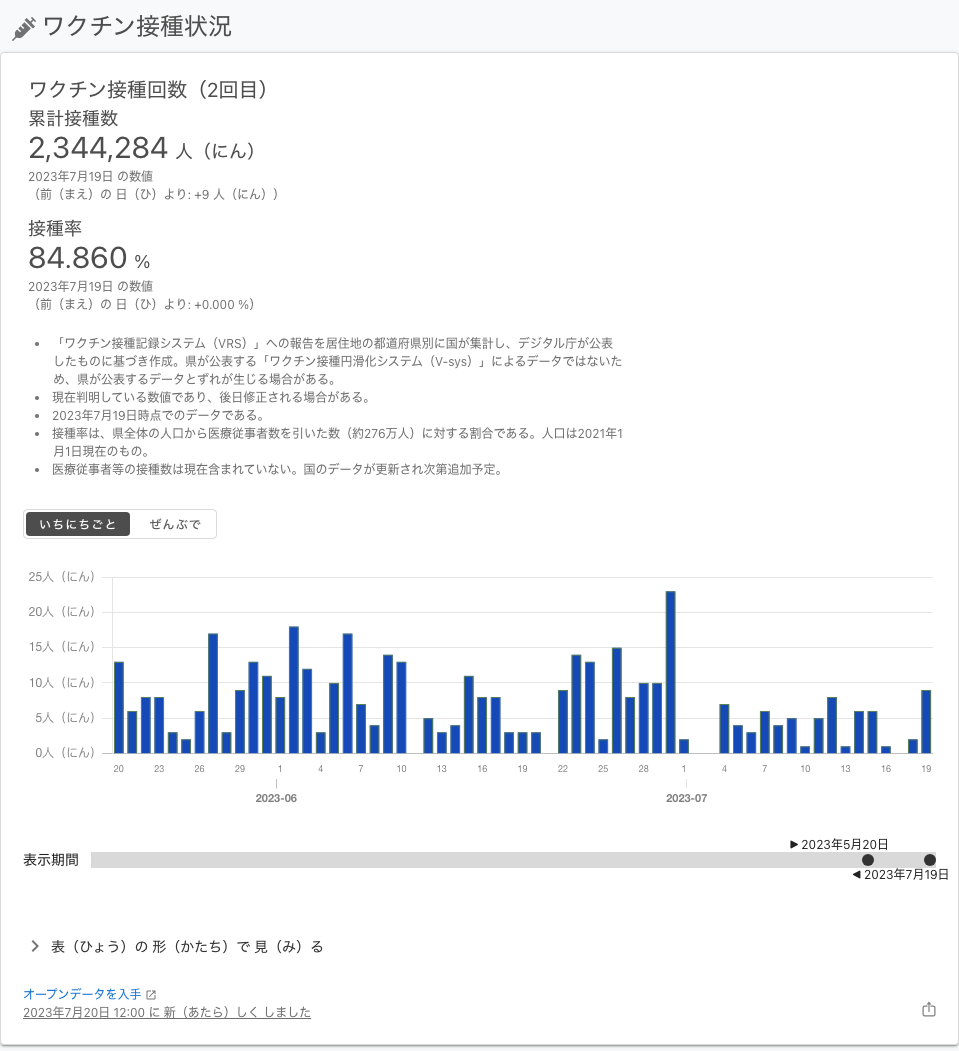 ワクチン接種状況
ワクチン接種回数（2回目）
累計接種数
2,344,284 人（にん）
2023年7月19日 の数値
（前（まえ）の 日（ひ）より: +9 人（にん））
接種率
84.860 %
2023年7月19日 の数値
（前（まえ）の 日（ひ）より: +0.000 %）
• 「ワクチン接種記録システム（VRS）」への報告を居住地の都道府県別に国が集計し、デジタル庁が公表
したものに基づき作成。県が公表する「ワクチン接種円滑化システム（V-sys）」によるデータではないた
め、県が公表するデータとずれが生じる場合がある。
• 現在判明している数値であり、後日修正される場合がある。
• 2023年7月19日時点でのデータである。
• 接種率は、県全体の人口から医療従事者数を引いた数（約276万人）に対する割合である。人口は2021年1
月1日現在のもの。
• 医療従事者等の接種数は現在含まれていない。国のデータが更新され次第追加予定。
いちにちごと ぜんぶで
25人（にん）
20人（にん）
15人（にん）
10人（にん）
5人（にん）
0人（にん）
20 23 26 29 1 4 7 10 13 16 19 22 25 28 1 4 7 10 13 16 19
2023-06 2023-07
▶ 2023年5月20日
表示期間
◀ 2023年7月19日
表（ひょう）の 形（かたち）で 見（み）る
オープンデータを入手
2023年7月20日 12:00 に 新（あたら）しく しました